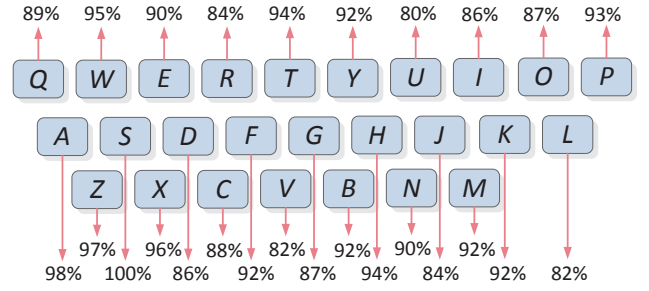 89% 95% 90% 84% 94% 92% 80% 86% 87% 93%
Q W E R T Y U I O P
A S D F G H J K L
Z X C V B N M
97% 96% 88% 82% 92% 90% 92%
98% 100% 86% 92% 87% 94% 84% 92% 82%